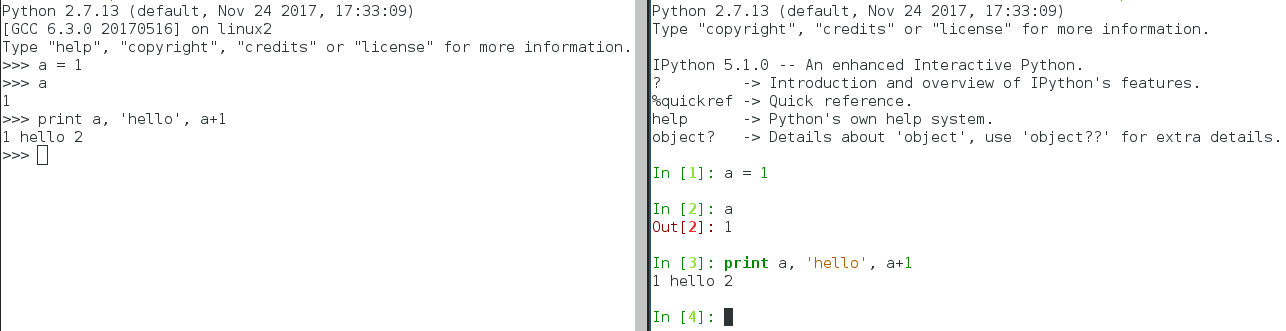 Python 2.7.13 (default, Nov 24 2017, 17:33:09)
[GCC 6.3.0 20170516] on linux2
Type "help", "copyright", "credits" or "license" for more information.
>>> a = 1
>>> a
1
>>> print a, 'hello', a+1
1 hello 2
>>>
Python 2.7.13 (default, Nov 24 2017, 17:33:09)
Type "copyright", "credits" or "license" for more information.
IPython 5.1.0 -- An enhanced Interactive Python.
?         -> Introduction and overview of IPython's features.
%quickref -> Quick reference.
help      -> Python's own help system.
object?   -> Details about 'object', use 'object??' for extra details.
In [1]: a = 1
In [2]: a
Out[2]: 1
In [3]: print a, 'hello', a+1
1 hello 2
In [4]: